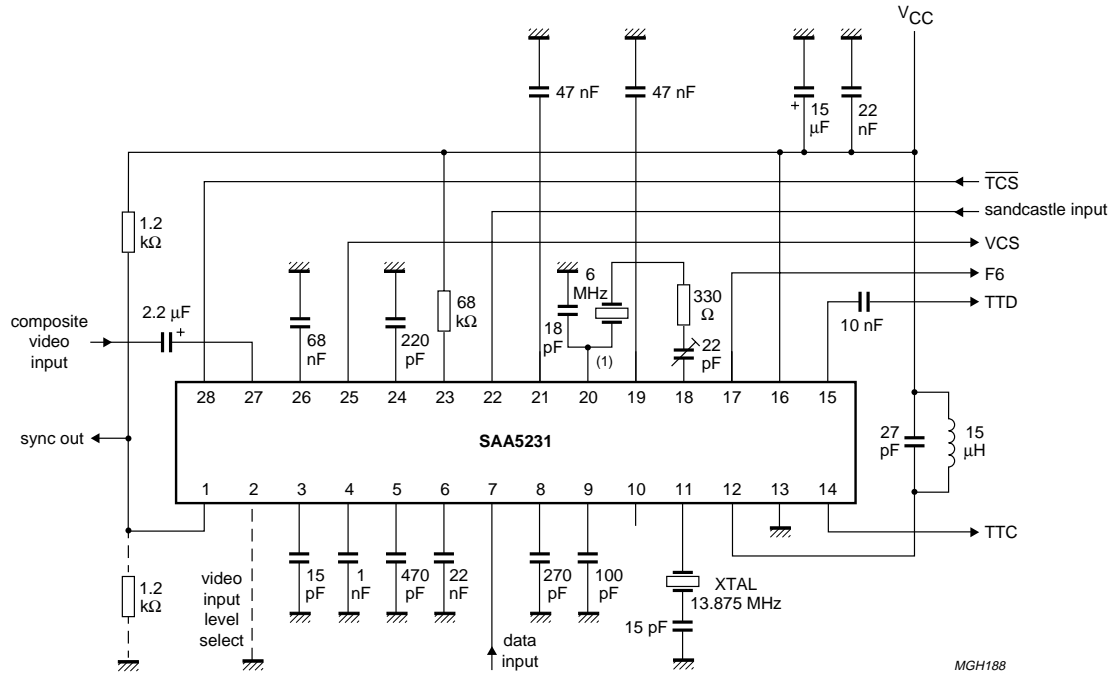 VCC
47 nF
47 nF
15
μF
+
22
nF
TCS
sandcastle input
VCS
F6
TTD
10 nF
1.2
kΩ
composite
video
input
2.2 μF
+
68
nF
220
pF
68
kΩ
18
pF
6
MHz
(1)
330
Ω
22
pF
28 27 26 25 24 23 22 21 20 19 18 17 16 15
sync out
SAA5231
27
pF
15
μH
1 2 3 4 5 6 7 8 9 10 11 12 13 14
TTC
1.2
kΩ
video
input
level
select
15
pF
1
nF
470
pF
22
nF
data
input
270
pF
100
pF
XTAL
13.875 MHz
15 pF
MGH188